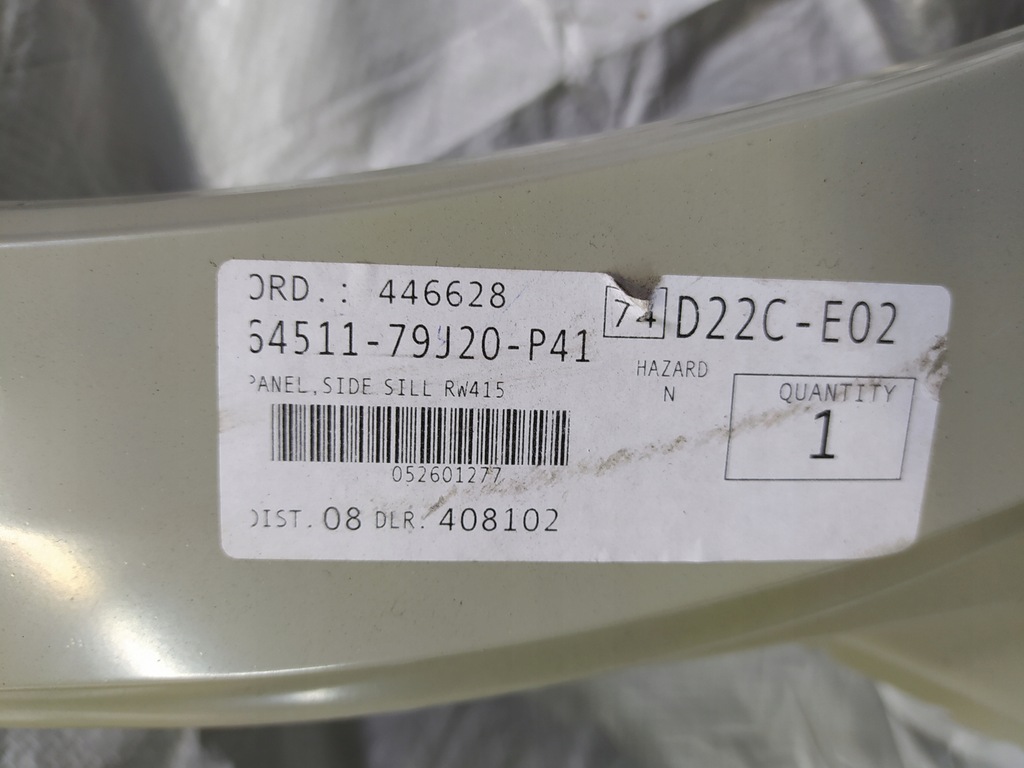 ORD.: 446628
74 D22C-E02
64511-79J20-P41
HAZARD
N
PANEL,SIDE SILL RW415
QUANTITY
1
052601277
DIST. 08 DLR: 408102